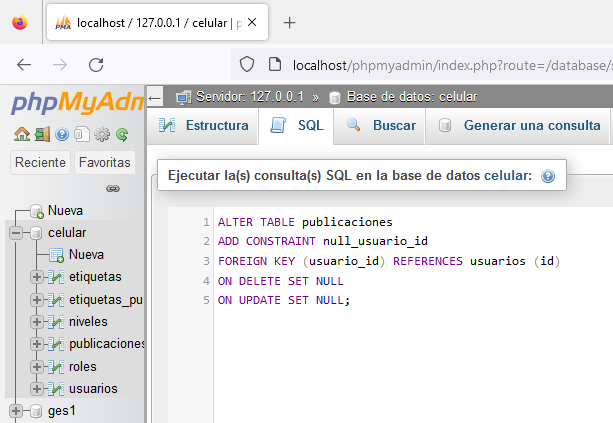 localhost / 127.0.0.1 / celular | p
localhost/phpmyadmin/index.php?route=/database/s
phpMyAdm
Servidor: 127.0.0.1 » Base de datos: celular
Estructura SQL Buscar Generar una consulta
Reciente Favoritas
Ejecutar la(s) consulta(s) SQL en la base de datos celular:
Nueva
celular
Nueva
etiquetas
etiquetas_pu
niveles
publicaciones
roles
usuarios
ges1
1 ALTER TABLE publicaciones
2 ADD CONSTRAINT null_usuario_id
3 FOREIGN KEY (usuario_id) REFERENCES usuarios (id)
4 ON DELETE SET NULL
5 ON UPDATE SET NULL;